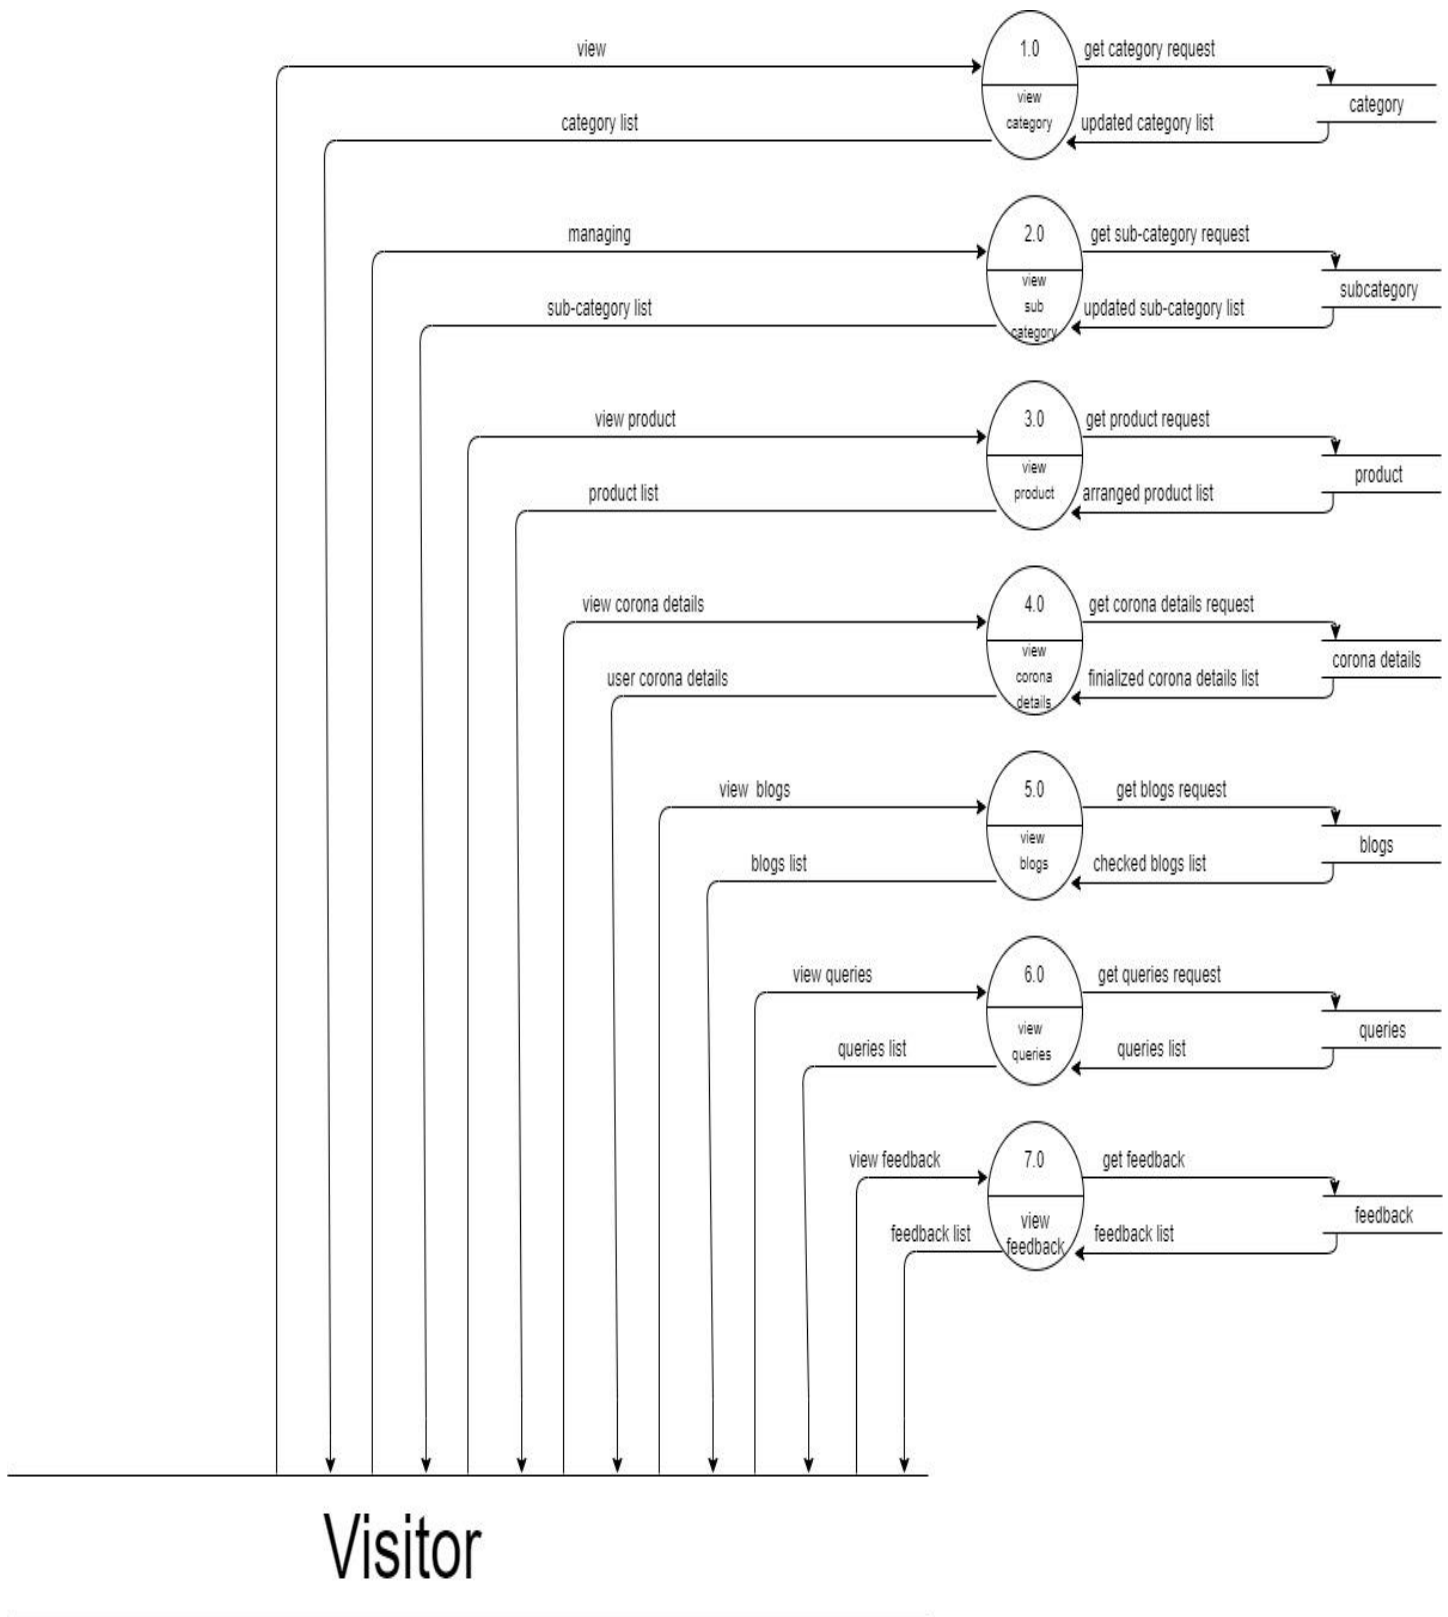 view
1.0
get category request
view
category
category
category list
updated category list
managing
2.0
get sub-category request
view
sub
category
subcategory
sub-category list
updated sub-category list
view product
3.0
get product request
view
product
product
product list
arranged product list
view corona details
4.0
get corona details request
view
corona
details
corona details
user corona details
finialized corona details list
view  blogs
5.0
get blogs request
view
blogs
blogs
blogs list
checked blogs list
view queries
6.0
get queries request
view
queries
queries
queries list
queries list
view feedback
7.0
get feedback
view
feedback
feedback
feedback list
feedback list
Visitor